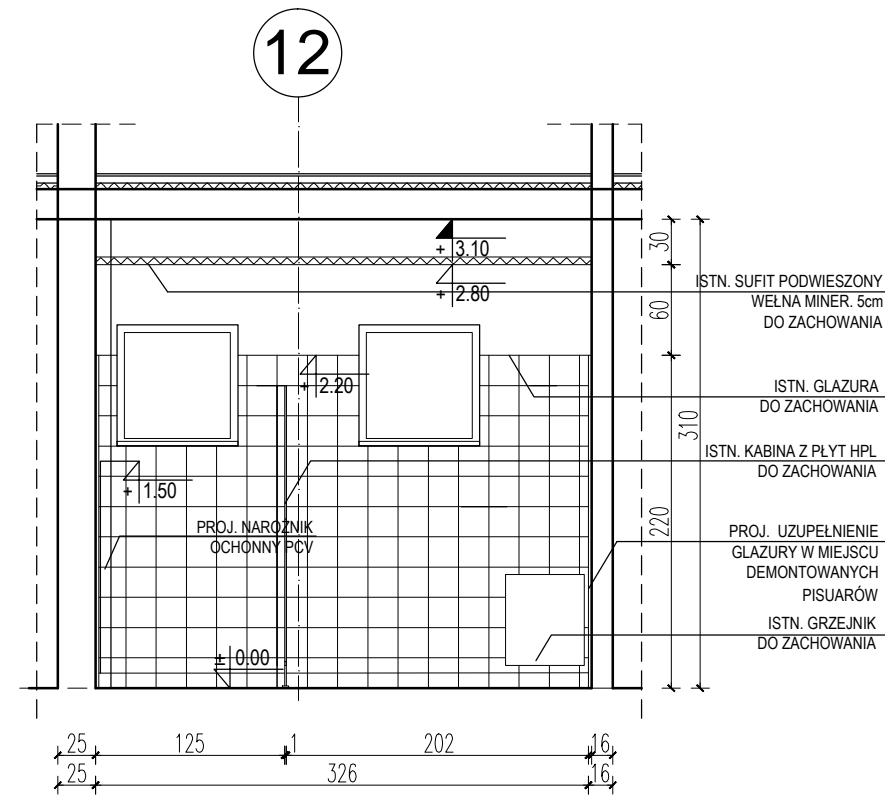 12
+ 3.10
+ 2.80
30
ISTN. SUFIT PODWIESZONY
WEŁNA MINER. 5cm
DO ZACHOWANIA
60
+ 2.20
ISTN. GLAZURA
DO ZACHOWANIA
310
ISTN. KABINA Z PŁYT HPL
DO ZACHOWANIA
+ 1.50
220
PROJ. NAROŻNIK
OCHONNY PCV
PROJ. UZUPEŁNIENIE
GLAZURY W MIEJSCU
DEMONTOWANYCH
PISUARÓW
ISTN. GRZEJNIK
DO ZACHOWANIA
± 0.00
25 125 1 202 16
25 326 16